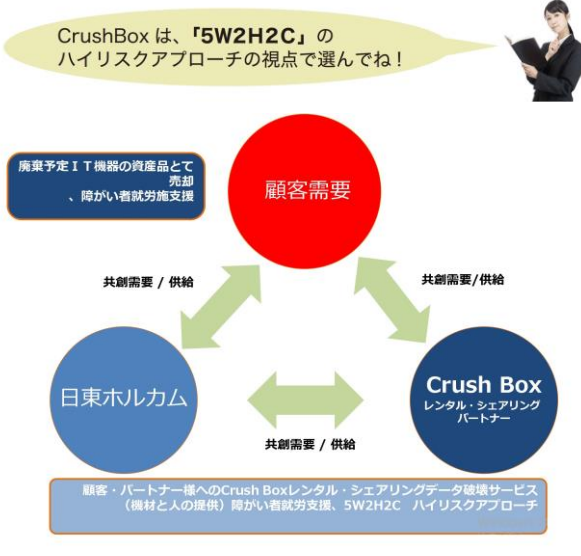 CrushBox は、「5W2H2C」の
ハイリスクアプローチの視点で選んでね！
廃棄予定ＩＴ機器の資産品とて
売却
、障がい者就労施支援
顧客需要
共創需要 / 供給
共創需要/供給
日東ホルカム
Crush Box
レンタル・シェアリング
パートナー
共創需要 / 供給
顧客・パートナー様へのCrush Boxレンタル・シェアリングデータ破壊サービス
（機材と人の提供）障がい者就労支援、5W2H2C　ハイリスクアプローチ